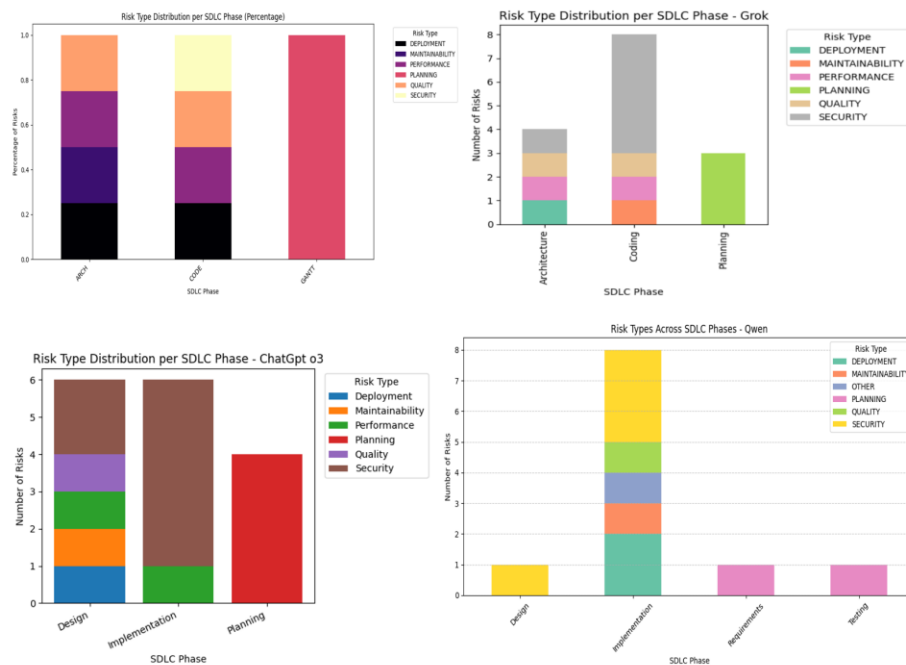 Risk Type Distribution per SDLC Phase (Percentage)
Percentage of Risks
1.0
0.8
0.6
0.4
0.2
0.0
ARCH
CODE
GANTT
SDLC Phase
Risk Type
DEPLOYMENT
MAINTAINABILITY
PERFORMANCE
PLANNING
QUALITY
SECURITY
Risk Type Distribution per SDLC Phase - Grok
Number of Risks
8
7
6
5
4
3
2
1
0
Architecture
Coding
Planning
SDLC Phase
Risk Type
DEPLOYMENT
MAINTAINABILITY
PERFORMANCE
PLANNING
QUALITY
SECURITY
Risk Type Distribution per SDLC Phase - ChatGpt o3
Number of Risks
6
5
4
3
2
1
0
Design
Implementation
Planning
SDLC Phase
Risk Type
Deployment
Maintainability
Performance
Planning
Quality
Security
Risk Types Across SDLC Phases - Qwen
Number of Risks
8
7
6
5
4
3
2
1
0
Design
Implementation
Requirements
Testing
SDLC Phase
Risk Type
DEPLOYMENT
MAINTAINABILITY
OTHER
PLANNING
QUALITY
SECURITY